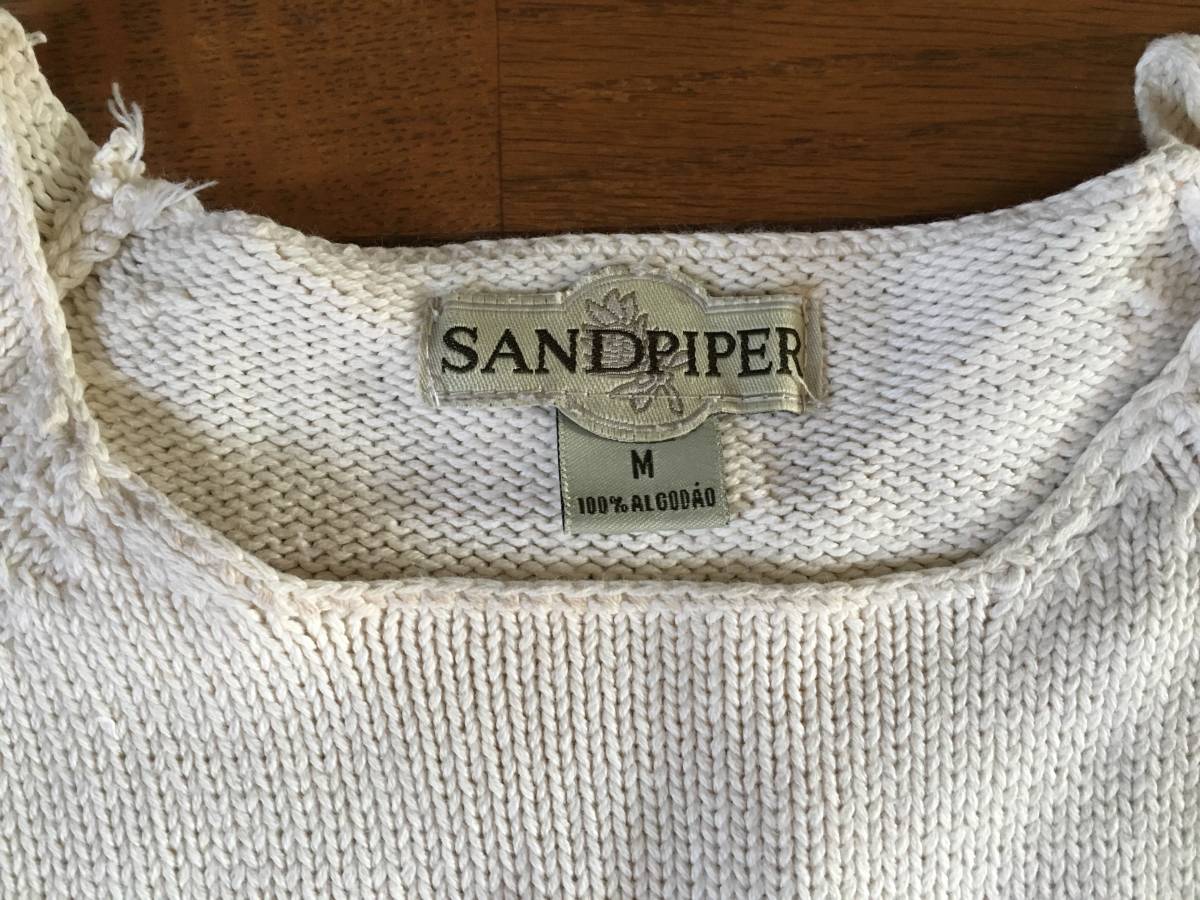 SANDPIPER
M
100% ALGODÃO